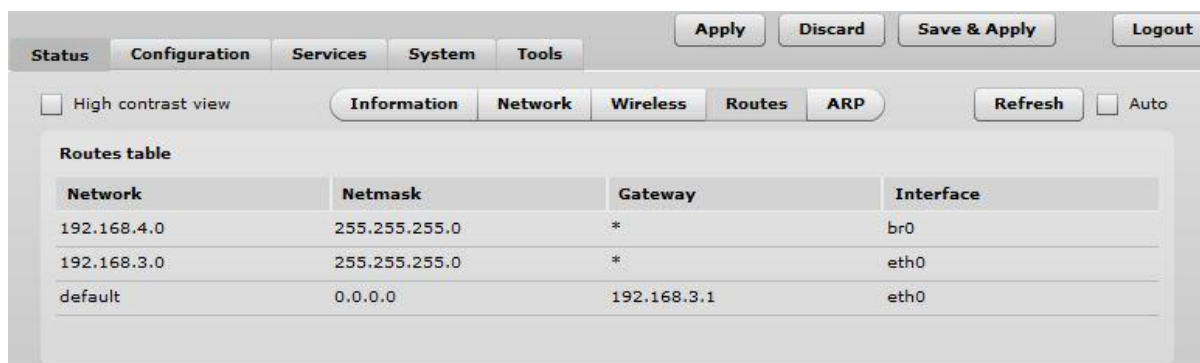 Apply Discard Save & Apply Logout
Status Configuration Services System Tools
High contrast view Information Network Wireless Routes ARP Refresh Auto
Routes table
Network Netmask Gateway Interface
192.168.4.0 255.255.255.0 * br0
192.168.3.0 255.255.255.0 * eth0
default 0.0.0.0 192.168.3.1 eth0